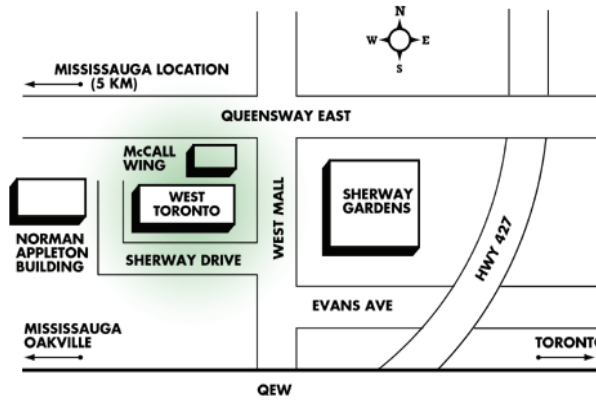 N
W E
S
MISSISSAUGA LOCATION
(5 KM)
QUEENSWAY EAST
McCALL
WING
WEST
TORONTO
WEST MALL
SHERWAY
GARDENS
NORMAN
APPLETON
BUILDING
SHERWAY DRIVE
HWY 427
EVANS AVE
MISSISSAUGA
OAKVILLE
TORONTO
QEW